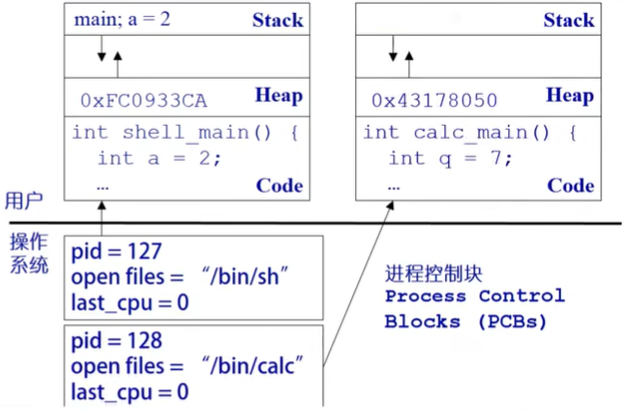 main; a = 2 Stack
0xFC0933CA Heap
int shell_main() {
int a = 2;
... Code
Stack
0x43178050 Heap
int calc_main() {
int q = 7;
... Code
用户
操作
系统
pid = 127
open files = “/bin/sh”
last_cpu = 0
pid = 128
open files = “/bin/calc”
last_cpu = 0
进程控制块
Process Control
Blocks (PCBs)